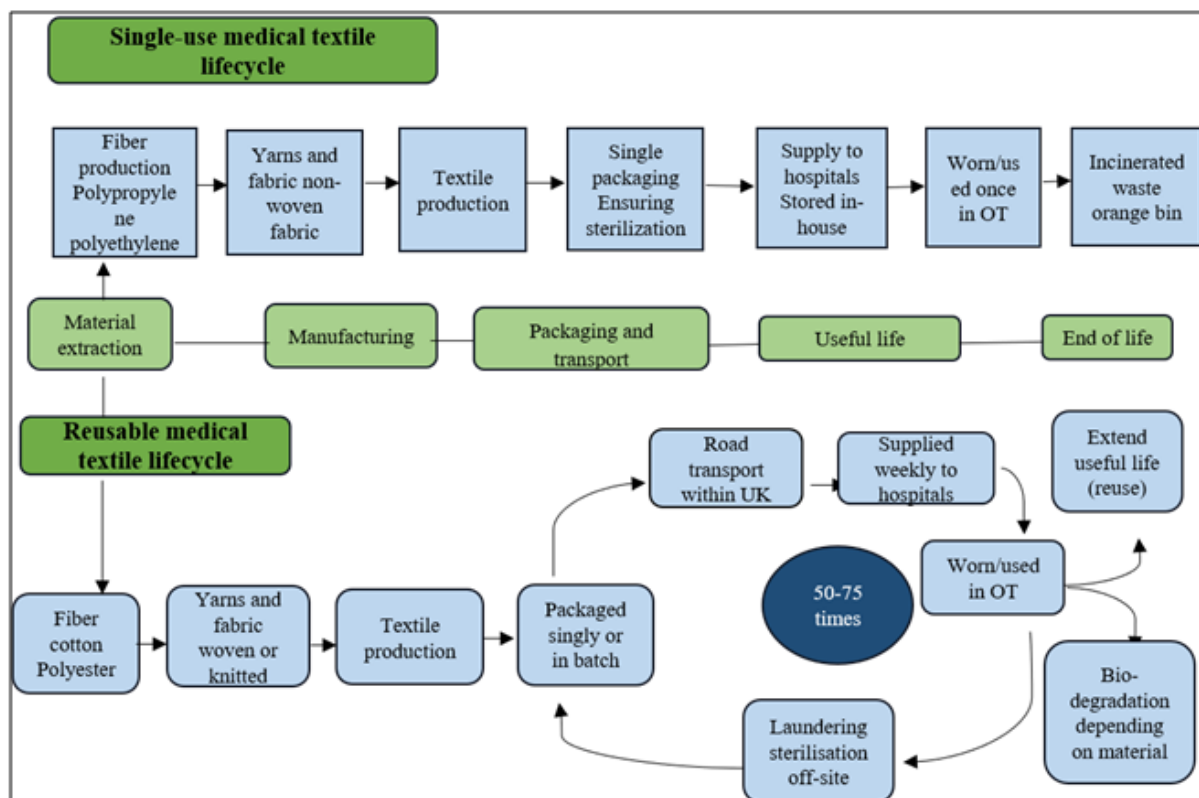 Single-use medical textile
lifecycle
Fiber
production
Polypropyle
ne
polyethylene
Yarns and
fabric non-
woven
fabric
Textile
production
Single
packaging
Ensuring
sterilization
Supply to
hospitals
Stored in-
house
Worn/us
ed once
in OT
Incinerated
waste
orange bin
Material
extraction
Manufacturing
Packaging and
transport
Useful life
End of life
Reusable medical
textile lifecycle
Fiber
cotton
Polyester
Yarns and
fabric
woven or
knitted
Textile
production
Packaged
singly or
in batch
Road
transport
within UK
Supplied
weekly to
hospitals
Worn/used
in OT
Extend
useful life
(reuse)
50-75
times
Bio-
degradation
depending
on material
Laundering
sterilisation
off-site